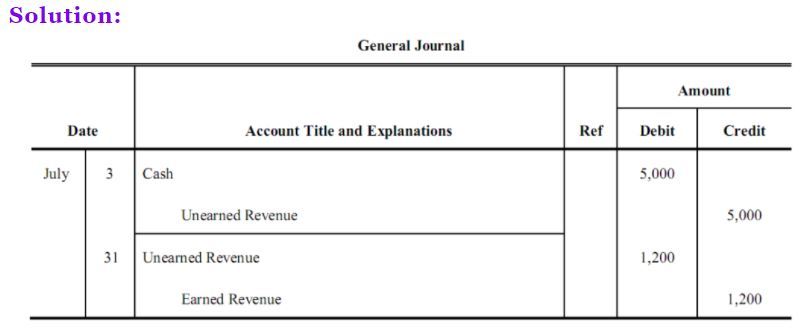 Solution:
General Journal
Amount
Date Account Title and Explanations Ref Debit Credit
July 3 Cash 5,000
Unearned Revenue 5,000
31 Unearned Revenue 1,200
Earned Revenue 1,200